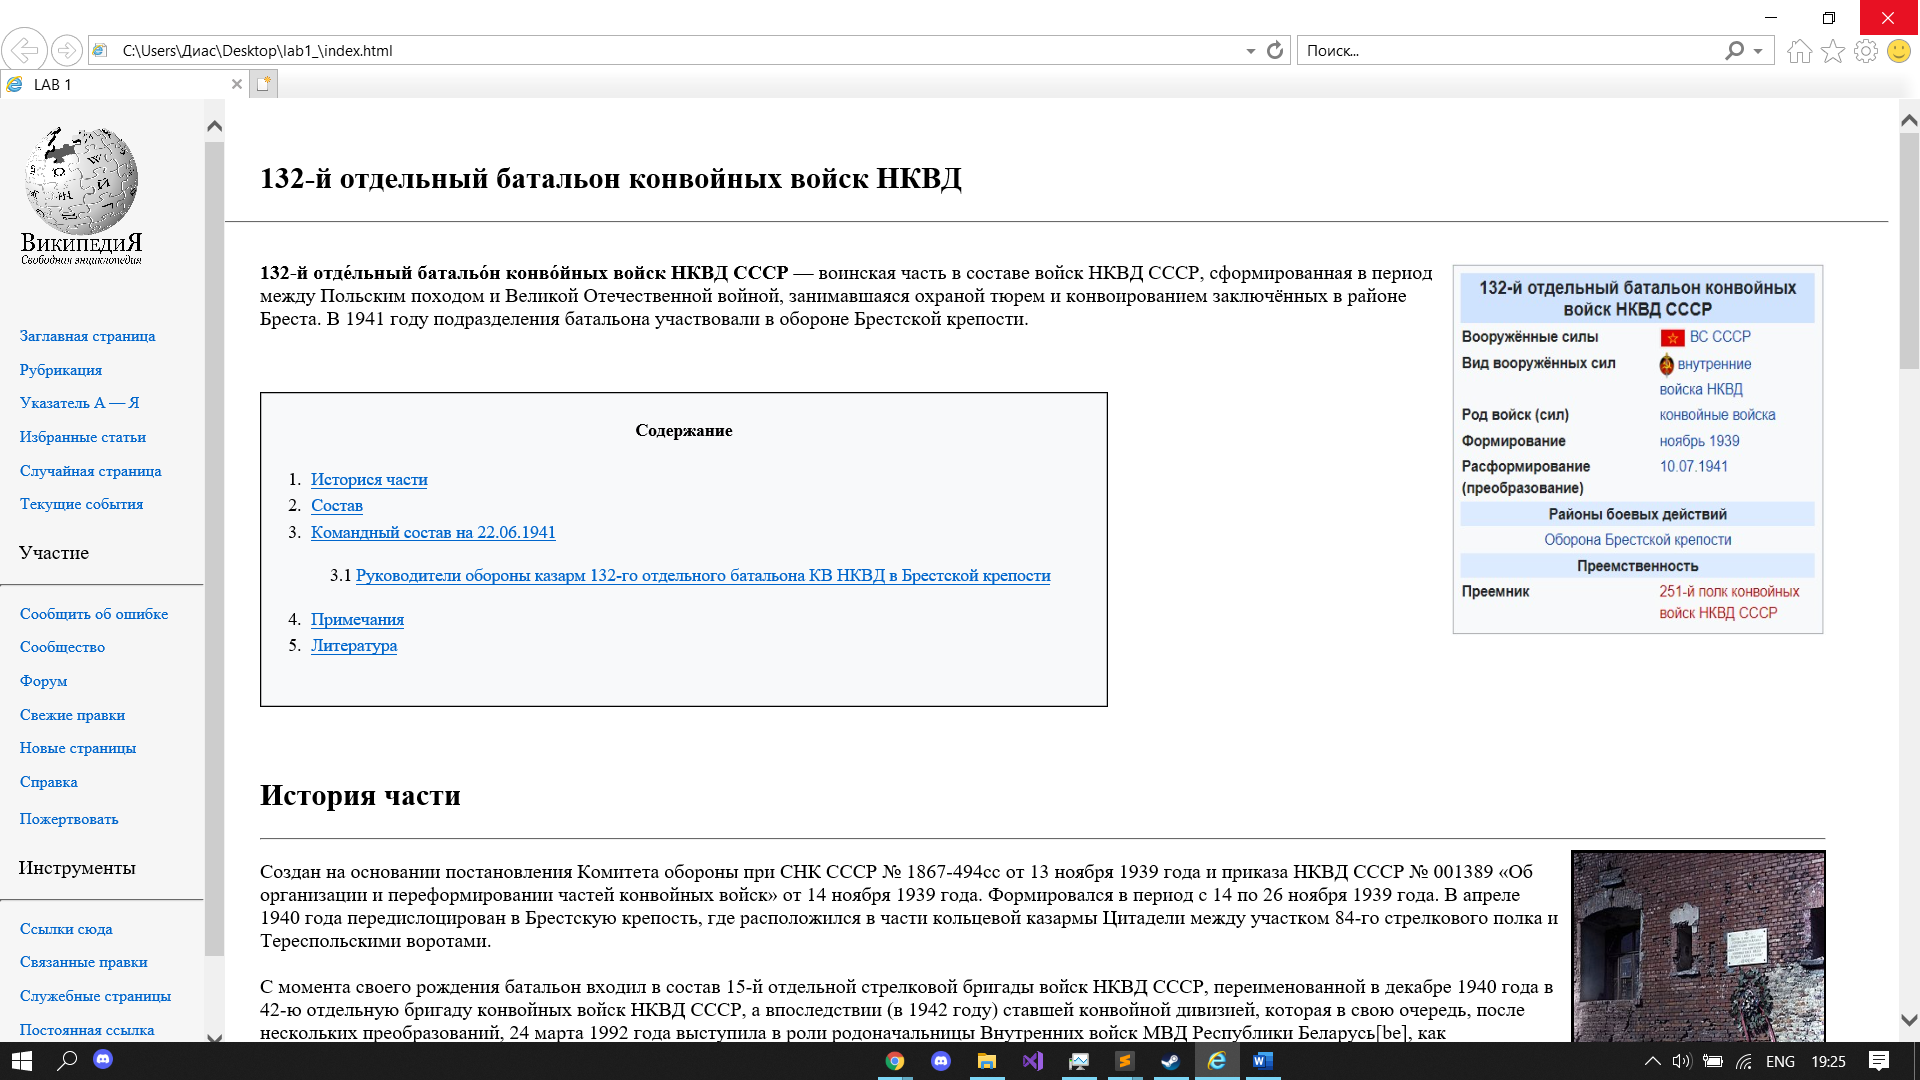 C:\Users\Диас\Desktop\lab1_\index.html
Поиск...
LAB 1
ВикипедиЯ
Свободная энциклопедия
Заглавная страница
Рубрикация
Указатель А — Я
Избранные статьи
Случайная страница
Текущие события
Участие
Сообщить об ошибке
Сообщество
Форум
Свежие правки
Новые страницы
Справка
Пожертвовать
Инструменты
Ссылки сюда
Связанные правки
Служебные страницы
Постоянная ссылка
132-й отдельный батальон конвойных войск НКВД
132-й отде́льный батальо́н конво́йных войск НКВД СССР — воинская часть в составе войск НКВД СССР, сформированная в период
между Польским походом и Великой Отечественной войной, занимавшаяся охраной тюрем и конвоированием заключённых в районе
Бреста. В 1941 году подразделения батальона участвовали в обороне Брестской крепости.
132-й отдельный батальон конвойных
войск НКВД СССР
Вооружённые силы ВС СССР
Вид вооружённых сил внутренние
войска НКВД
Род войск (сил) конвойные войска
Формирование ноябрь 1939
Расформирование 10.07.1941
(преобразование)
Районы боевых действий
Оборона Брестской крепости
Преемственность
Преемник 251-й полк конвойных
войск НКВД СССР
Содержание
1. Историся части
2. Состав
3. Командный состав на 22.06.1941
3.1 Руководители обороны казарм 132-го отдельного батальона КВ НКВД в Брестской крепости
4. Примечания
5. Литература
История части
Создан на основании постановления Комитета обороны при СНК СССР № 1867-494сс от 13 ноября 1939 года и приказа НКВД СССР № 001389 «Об
организации и переформировании частей конвойных войск» от 14 ноября 1939 года. Формировался в период с 14 по 26 ноября 1939 года. В апреле
1940 года передислоцирован в Брестскую крепость, где расположился в части кольцевой казармы Цитадели между участком 84-го стрелкового полка и
Тереспольскими воротами.
С момента своего рождения батальон входил в состав 15-й отдельной стрелковой бригады войск НКВД СССР, переименованной в декабре 1940 года в
42-ю отдельную бригаду конвойных войск НКВД СССР, а впоследствии (в 1942 году) ставшей конвойной дивизией, которая в свою очередь, после
нескольких преобразований, 24 марта 1992 года выступила в роли родоначальницы Внутренних войск МВД Республики Беларусь[be], как
ENG
19:25